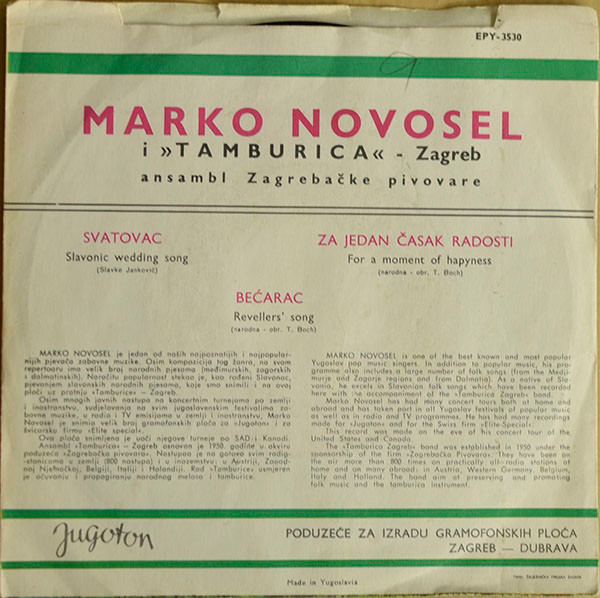 EPY-3530
9
MARKO NOVOSEL
i »TAMBURICA« - Zagreb
ansambl Zagrebačke pivovare
SVATOVAC
Slavonic wedding song
(Slavko Janković)
ZA JEDAN ČASAK RADOSTI
For a moment of hapyness
(narodna - obr. T. Boch)
BEĆARAC
Revellers' song
(narodna - obr. T. Boch)
MARKO NOVOSEL je jedan od naših najpoznatijih i najpopular-
nijih pjevača zabavne muzike. Osim kompozicija tog žanra, na svom
repertoaru ima velik broj narodnih pjesama (međimurskih, zagorskih
i dalmatinskih). Naročitu popularnost stekao je, kao rođeni Slavonac,
pjevanjem slavonskih narodnih pjesama, koje smo snimili i na ovoj
ploči uz pratnju »Tamburice« — Zagreb.
Osim mnogih javnih nastupa na koncertnim turnejama po zemlji
i inostranstvu, sudjelovanja na svim jugoslavenskim festivalima za-
bavne muzike, u radio i TV emisijama u zemlji i inostranstvu, Marko
Novosel je snimio velik broj gramofonskih ploča za »Jugoton« i za
švicarsku firmu »Elite special«.
Ova ploča snimljena je uoči njegove turneje po SAD i Kanadi.
Ansambl »Tamburica« — Zagreb osnovan je 1950. godine u okviru
poduzeća »Zagrebačka pivovara«. Nastupao je na gotovo svim radio-
-stanicama u zemlji (800 nastupa) i u inozemstvu: u Austriji, Zapad-
noj Njemačkoj, Belgiji, Italiji i Holandiji. Rad »Tamburice« usmjeren
je očuvanju i propagiranju narodnog melosa i tamburice.
MARKO NOVOSEL is one of the best known and most popular
Yugoslav pop music singers. In addition to popular music, his pro-
gramme also includes a large number of folk songs (from the Medi-
murje and Zagorje regions and from Dalmatia). As a native of Sla-
vonia, he excels in Slavonian folk songs which have been recorded
here with the accompaniment of the »Tamburica Zagreb« band.
Marko Novosel has had many concert tours both at home and
abroad and has taken part in all Yugoslav festivals of popular music
as well as in radio and TV programmes. He has had many recordings
made for »Jugoton« and for the Swiss firm »Elite-Special«.
This record was made on the eve of his concert tour of the
United States and Canada.
The »Tamburica Zagreb« band was established in 1950 under the
sponsorship of the firm »Zagrebačka Pivovara«. They have been on
the air more than 800 times on practically all radio stations at
home and on many abroad: in Austria, Western Germany, Belgium,
Italy and Holland. The band aim at preserving and promoting
folk music and the tamburica instrument.
Jugoton
PODUZEĆE ZA IZRADU GRAMOFONSKIH PLOČA
ZAGREB — DUBRAVA
Made in Yugoslavia